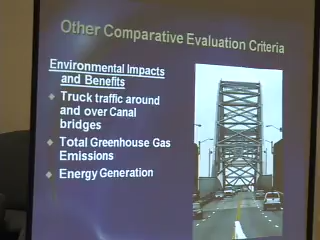 Other Comparative Evaluation Criteria
Environmental Impacts
and Benefits
Truck traffic around
and over Canal
bridges
Total Greenhouse Gas
Emissions
Energy Generation